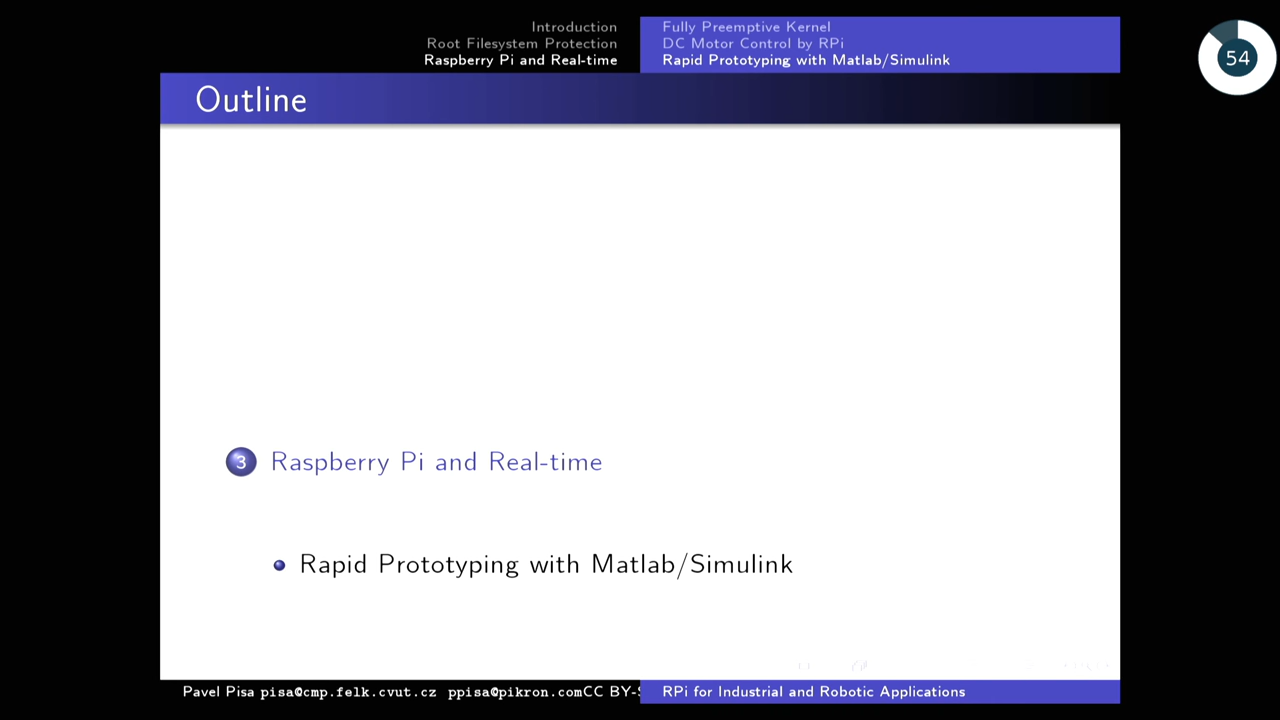 Introduction
Root Filesystem Protection
Raspberry Pi and Real-time
Fully Preemptive Kernel
DC Motor Control by RPi
Rapid Prototyping with Matlab/Simulink
54
Outline
3 Raspberry Pi and Real-time
Rapid Prototyping with Matlab/Simulink
Pavel Pisa pisa@cmp.felk.cvut.cz ppisa@pikron.comCC BY-S
RPi for Industrial and Robotic Applications